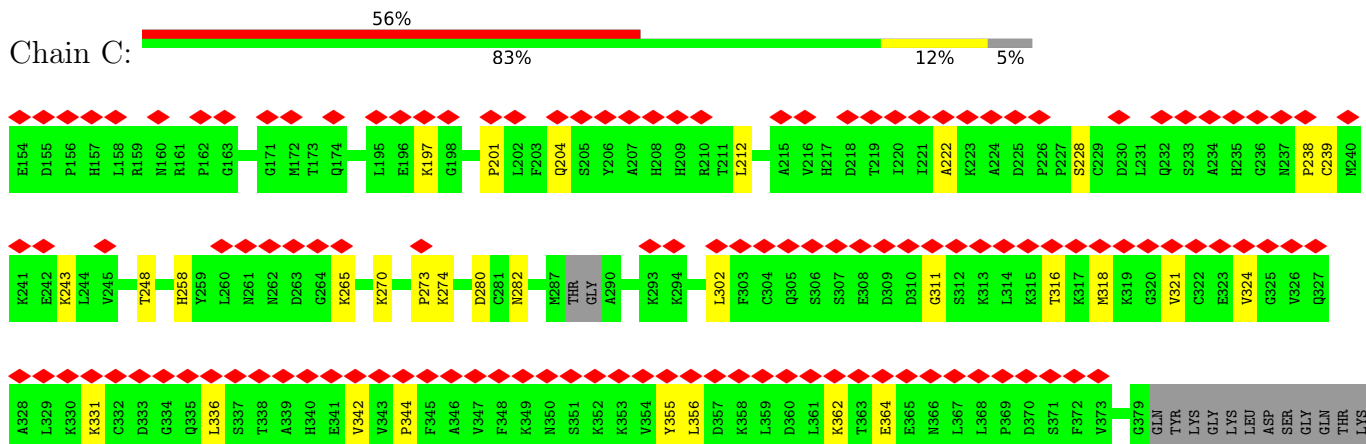 56%
Chain C:
83% 12% 5%
E154 D155 P156 H157 L158 R159 N160 R161 P162 G163 G171 M172 T173 Q174 L195 E196 K197 G198 P201 L202 F203 Q204 S205 Y206 A207 H208 H209 R210 T211 L212 A215 V216 H217 D218 T219 I220 I221 A222 K223 A224 D225 P226 P227 S228 C229 D230 L231 Q232 S233 A234 H235 G236 N237 P238 C239 M240
K241 E242 K243 L244 V245 T248 H258 Y259 L260 N261 N262 D263 G264 K265 K270 P273 K274 D280 C281 N282 M287 THR GLY A290 K293 K294 L302 F303 C304 Q305 S306 S307 E308 D309 D310 G311 S312 K313 L314 K315 T316 K317 M318 K319 G320 V321 C322 E323 V324 G325 V326 Q327
A328 L329 K330 K331 C332 D333 G334 Q335 L336 S337 T338 A339 H340 E341 V342 V343 P344 F345 A346 V347 F348 N349 K350 S351 K352 K353 V354 Y355 L356 D357 K358 L359 D360 L361 K362 T363 E364 E365 N366 L367 L368 P369 D370 S371 F372 V373 G379 GLN TYR LYS GLY LYS LEU ASP SER GLY GLN THR LYS